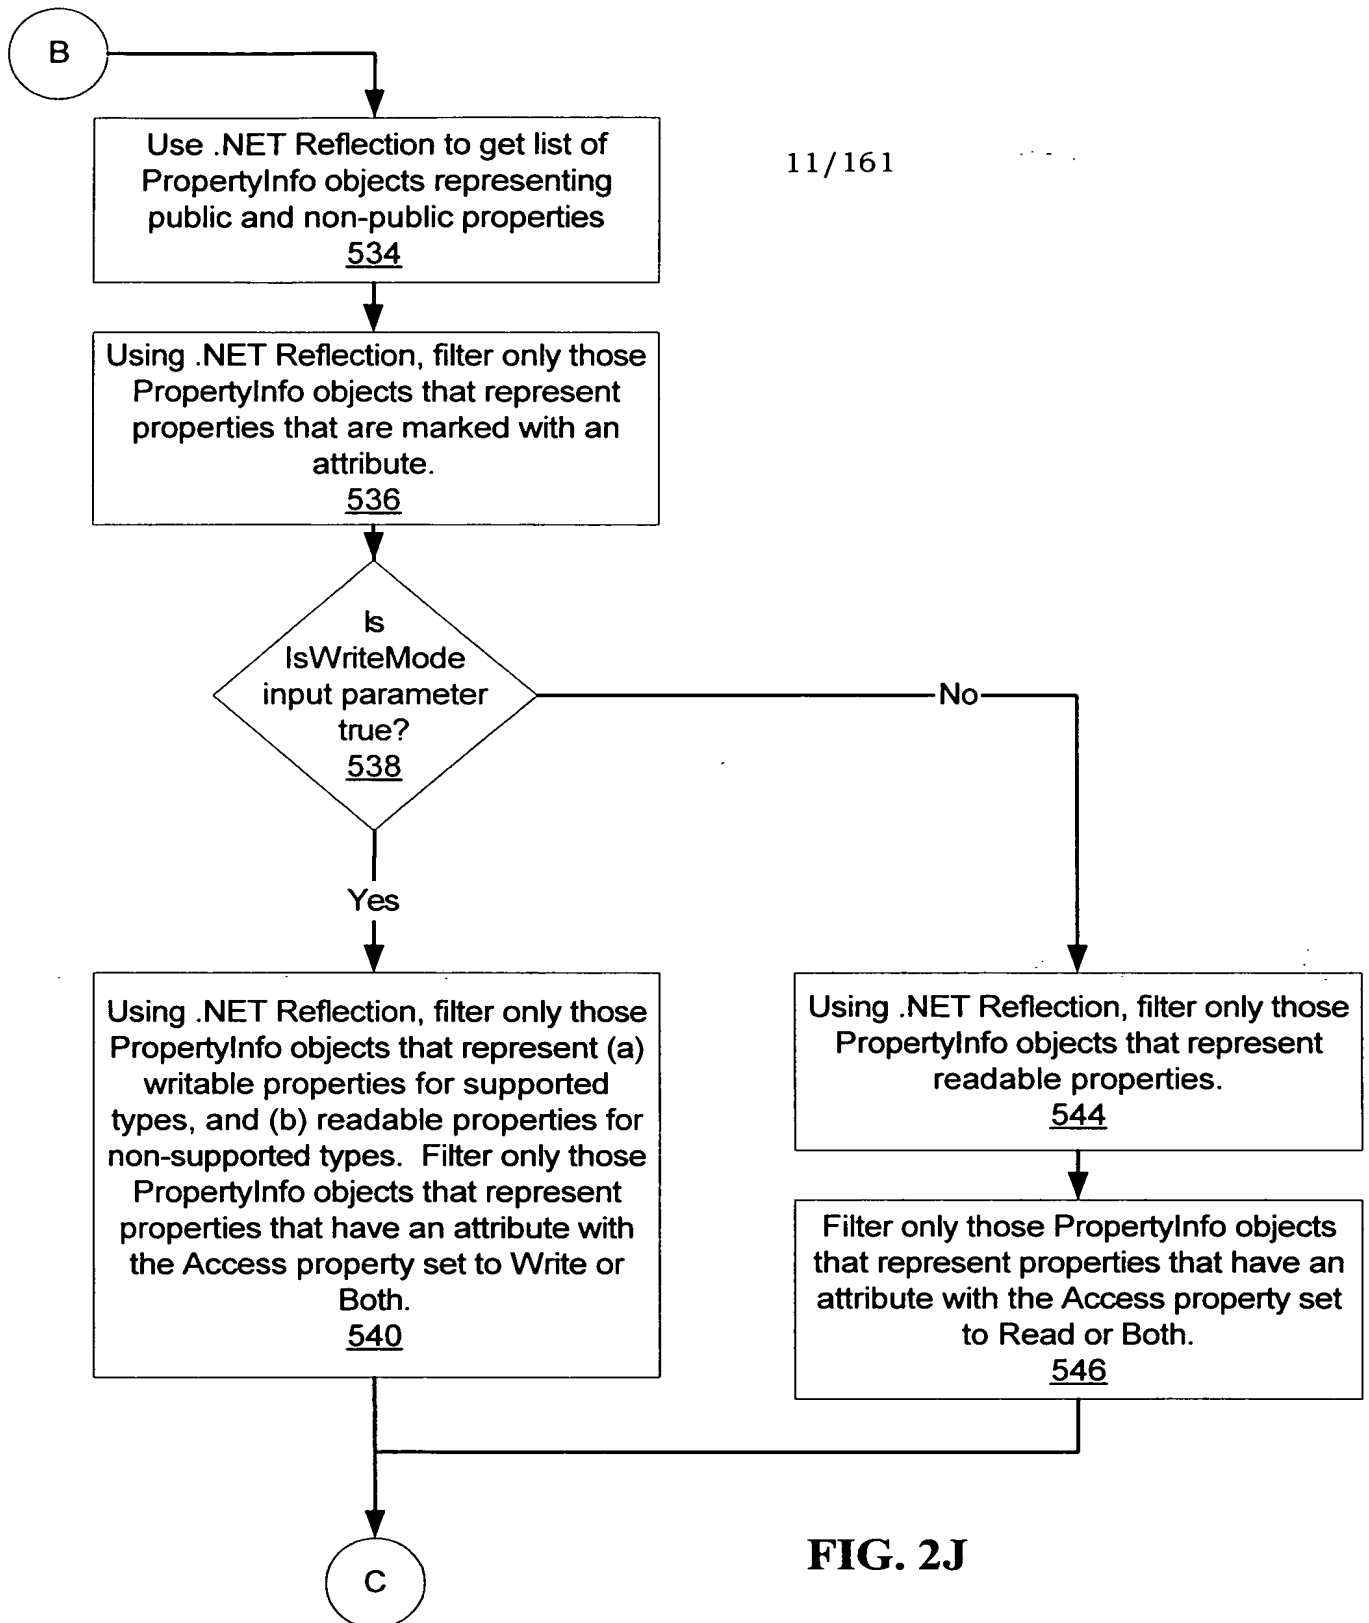 B
Use .NET Reflection to get list of
PropertyInfo objects representing
public and non-public properties
534
11/161
Using .NET Reflection, filter only those
PropertyInfo objects that represent
properties that are marked with an
attribute.
536
Is
IsWriteMode
input parameter
true?
538
No
Yes
Using .NET Reflection, filter only those
PropertyInfo objects that represent (a)
writable properties for supported
types, and (b) readable properties for
non-supported types. Filter only those
PropertyInfo objects that represent
properties that have an attribute with
the Access property set to Write or
Both.
540
Using .NET Reflection, filter only those
PropertyInfo objects that represent
readable properties.
544
Filter only those PropertyInfo objects
that represent properties that have an
attribute with the Access property set
to Read or Both.
546
C
FIG. 2J